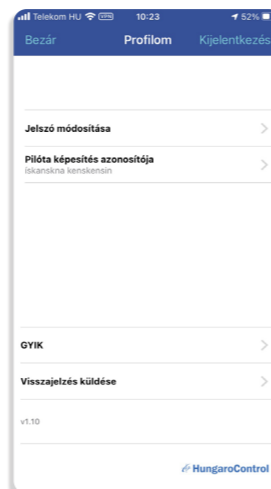 Telekom HU VPN 10:23 52%
Bezár Profilom Kijelentkezés
Jelszó módosítása
Pilóta képesítés azonosítója
iskanskna kenskensin
GYIK
Visszajelzés küldése
v1.10
HungaroControl